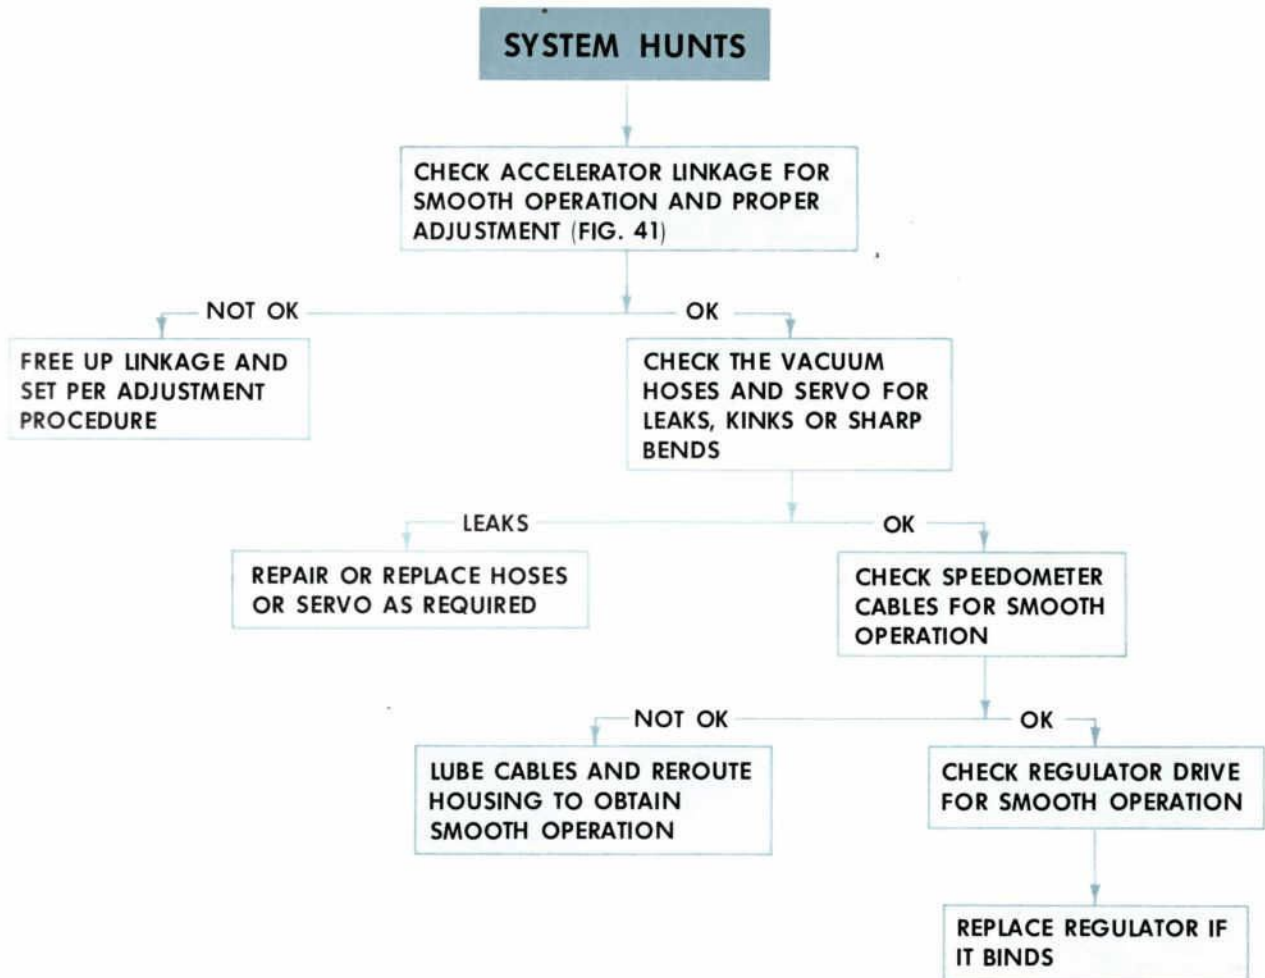 SYSTEM HUNTS
CHECK ACCELERATOR LINKAGE FOR
SMOOTH OPERATION AND PROPER
ADJUSTMENT (FIG. 41)
NOT OK
OK
FREE UP LINKAGE AND
SET PER ADJUSTMENT
PROCEDURE
CHECK THE VACUUM
HOSES AND SERVO FOR
LEAKS, KINKS OR SHARP
BENDS
LEAKS
OK
REPAIR OR REPLACE HOSES
OR SERVO AS REQUIRED
CHECK SPEEDOMETER
CABLES FOR SMOOTH
OPERATION
NOT OK
OK
LUBE CABLES AND REROUTE
HOUSING TO OBTAIN
SMOOTH OPERATION
CHECK REGULATOR DRIVE
FOR SMOOTH OPERATION
REPLACE REGULATOR IF
IT BINDS